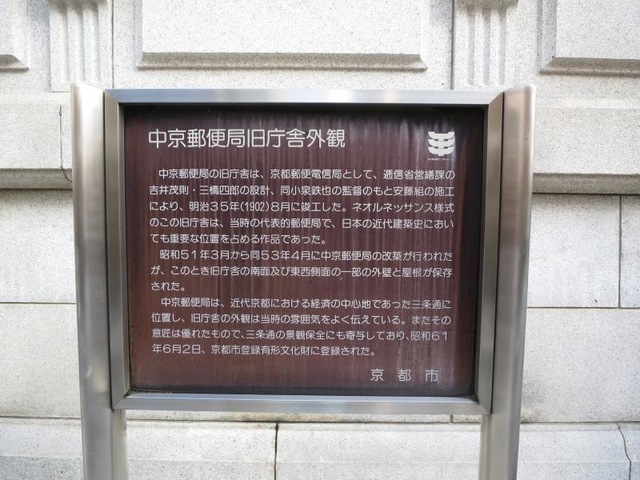 中京郵便局旧庁舎外観
中京郵便局の旧庁舎は、京都郵便電信局として、逓信省営繕課の
吉井茂則・三橋四郎の設計、同小泉鉄也の監督のもと安藤組の施工
により、明治35年(1902)8月に竣工した。ネオルネッサンス様式
のこの旧庁舎は、当時の代表的郵便局で、日本の近代建築史におい
ても重要な位置を占める作品であった。
昭和51年3月から同53年4月に中京郵便局の改築が行われた
が、このとき旧庁舎の南面及び東西側面の一部の外壁と屋根が保存
された。
中京郵便局は、近代京都における経済の中心地であった三条通に
位置し、旧庁舎の外観は当時の雰囲気をよく伝えている。またその
意匠は優れたもので、三条通の景観保全にも寄与しており、昭和61
年6月2日、京都市登録有形文化財に登録された。
京都市